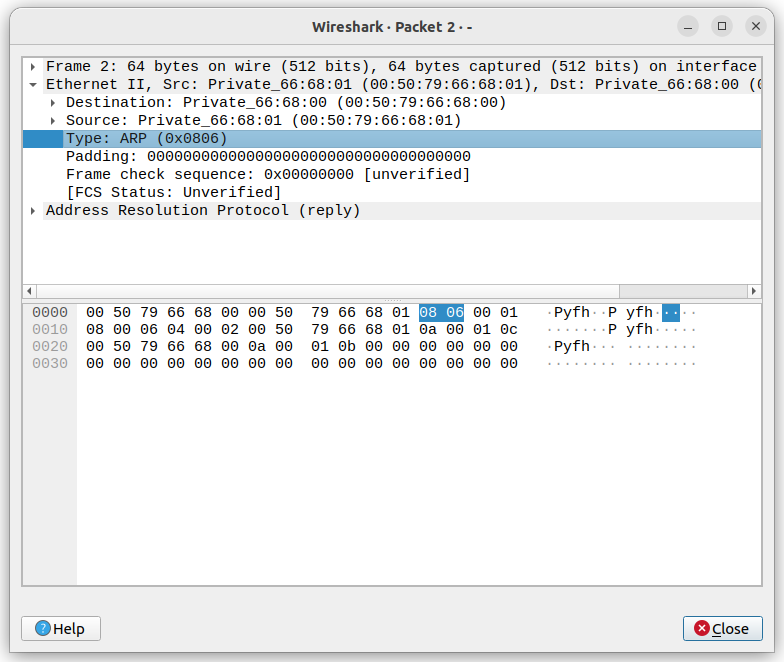 Wireshark · Packet 2 · -
Frame 2: 64 bytes on wire (512 bits), 64 bytes captured (512 bits) on interface
Ethernet II, Src: Private_66:68:01 (00:50:79:66:68:01), Dst: Private_66:68:00 (0
Destination: Private_66:68:00 (00:50:79:66:68:00)
Source: Private_66:68:01 (00:50:79:66:68:01)
Type: ARP (0x0806)
Padding: 000000000000000000000000000000000000
Frame check sequence: 0x00000000 [unverified]
[FCS Status: Unverified]
Address Resolution Protocol (reply)
0000 00 50 79 66 68 00 00 50 79 66 68 01 08 06 00 01 ·Pyfh··P yfh·····
0010 08 00 06 04 00 02 00 50 79 66 68 01 0a 00 01 0c ·······P yfh·····
0020 00 50 79 66 68 00 0a 00 01 0b 00 00 00 00 00 00 ·Pyfh··· ········
0030 00 00 00 00 00 00 00 00 00 00 00 00 00 00 00 00 ········ ········
Help
Close